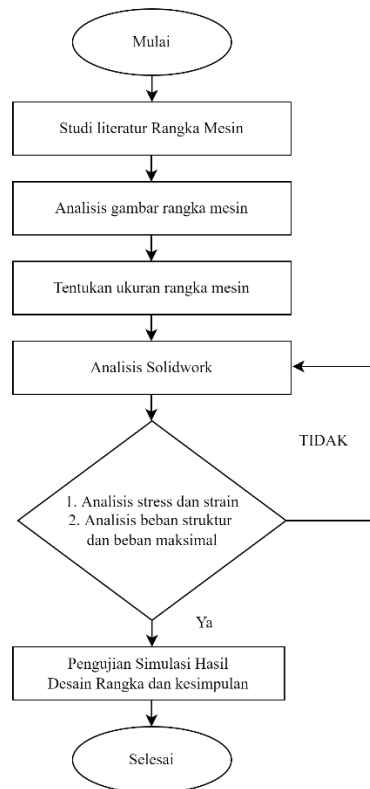 Mulai
Studi literatur Rangka Mesin
Analisis gambar rangka mesin
Tentukan ukuran rangka mesin
Analisis Solidwork
TIDAK
1. Analisis stress dan strain
2. Analisis beban struktur
dan beban maksimal
Ya
Pengujian Simulasi Hasil
Desain Rangka dan kesimpulan
Selesai